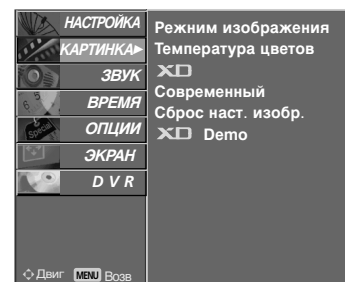 НАСТРОЙКА
КАРТИНКА►
ЗВУК
ВРЕМЯ
ОПЦИИ
ЭКРАН
D V R
Двиг MENU Возв
Режним изображения
Температура цветов
XD
Современный
Сброс наст. изобр.
XD Demo